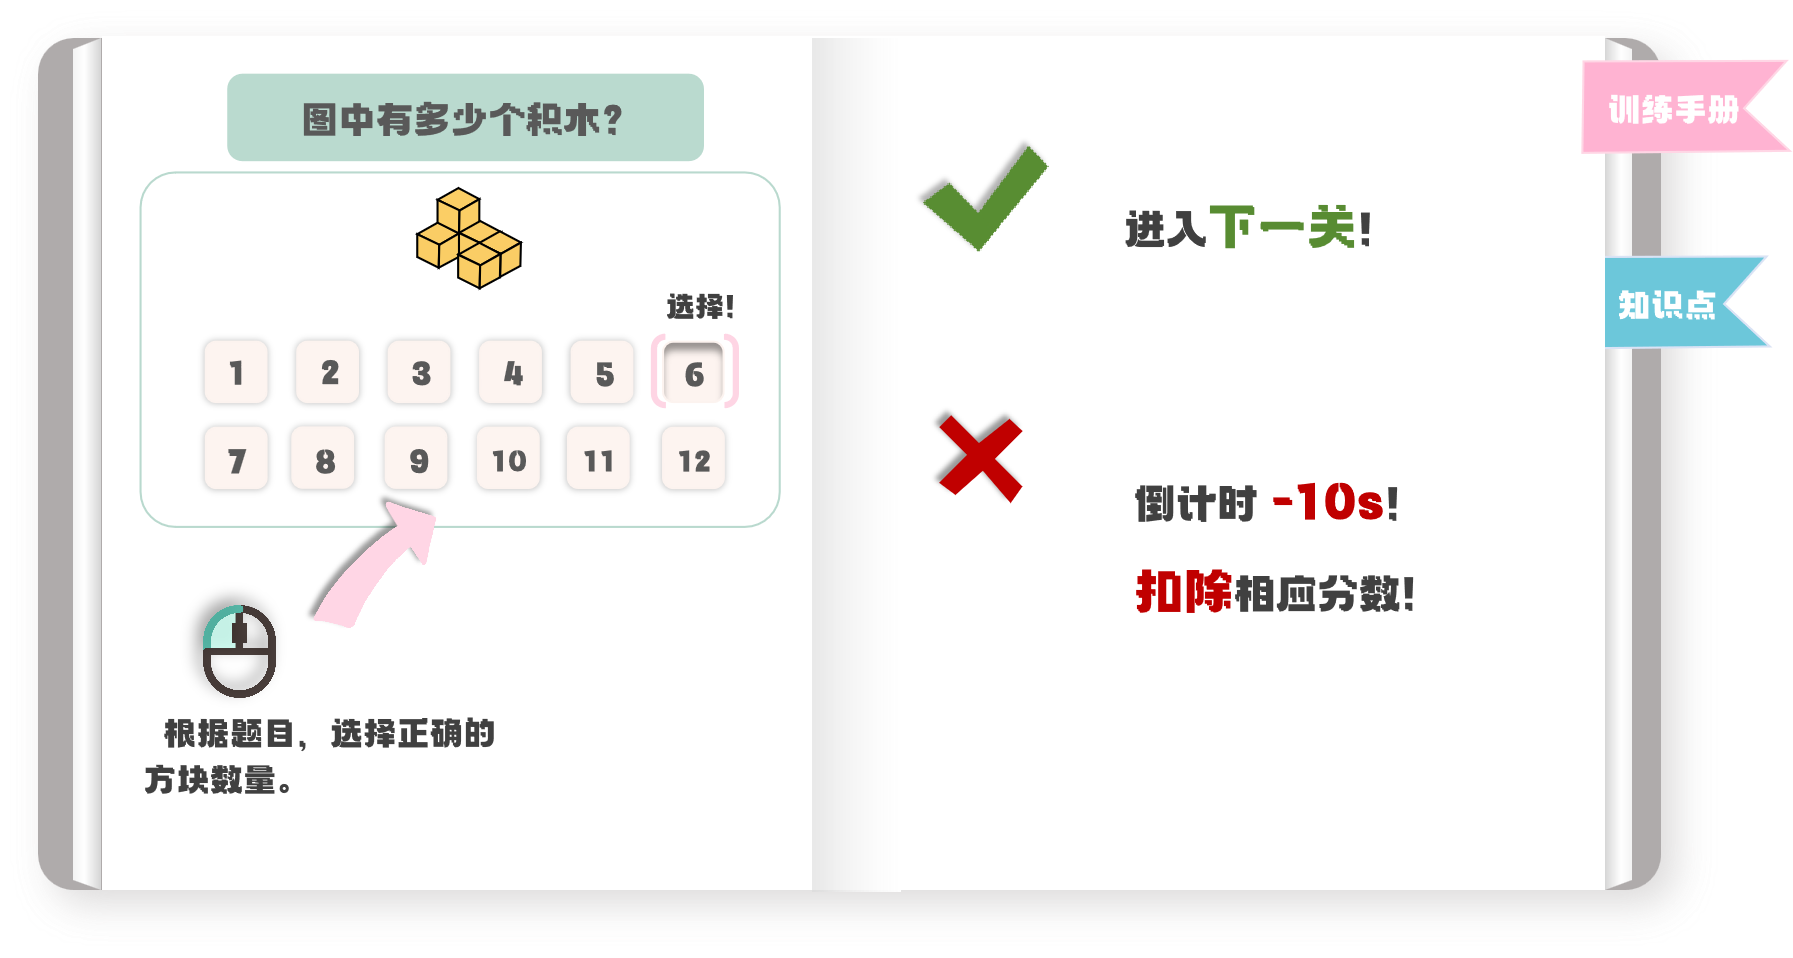 图中有多少个积木？
选择！
1 2 3 4 5 6
7 8 9 10 11 12
根据题目，选择正确的
方块数量。
进入下一关！
倒计时 -10s！
扣除相应分数！
训练手册
知识点